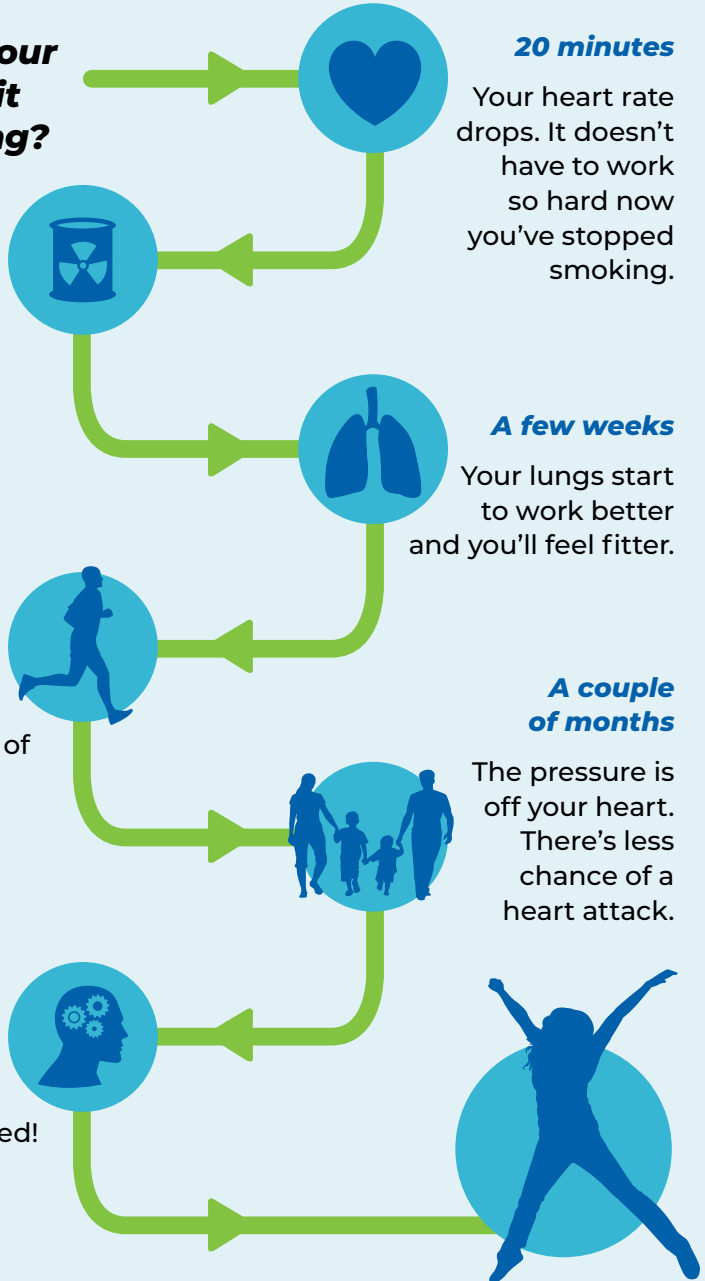 our
it
ng?
20 minutes
Your heart rate
drops. It doesn't
have to work
so hard now
you've stopped
smoking.
A few weeks
Your lungs start
to work better
and you'll feel fitter.
of
A couple
of months
The pressure is
off your heart.
There's less
chance of a
heart attack.
ed!